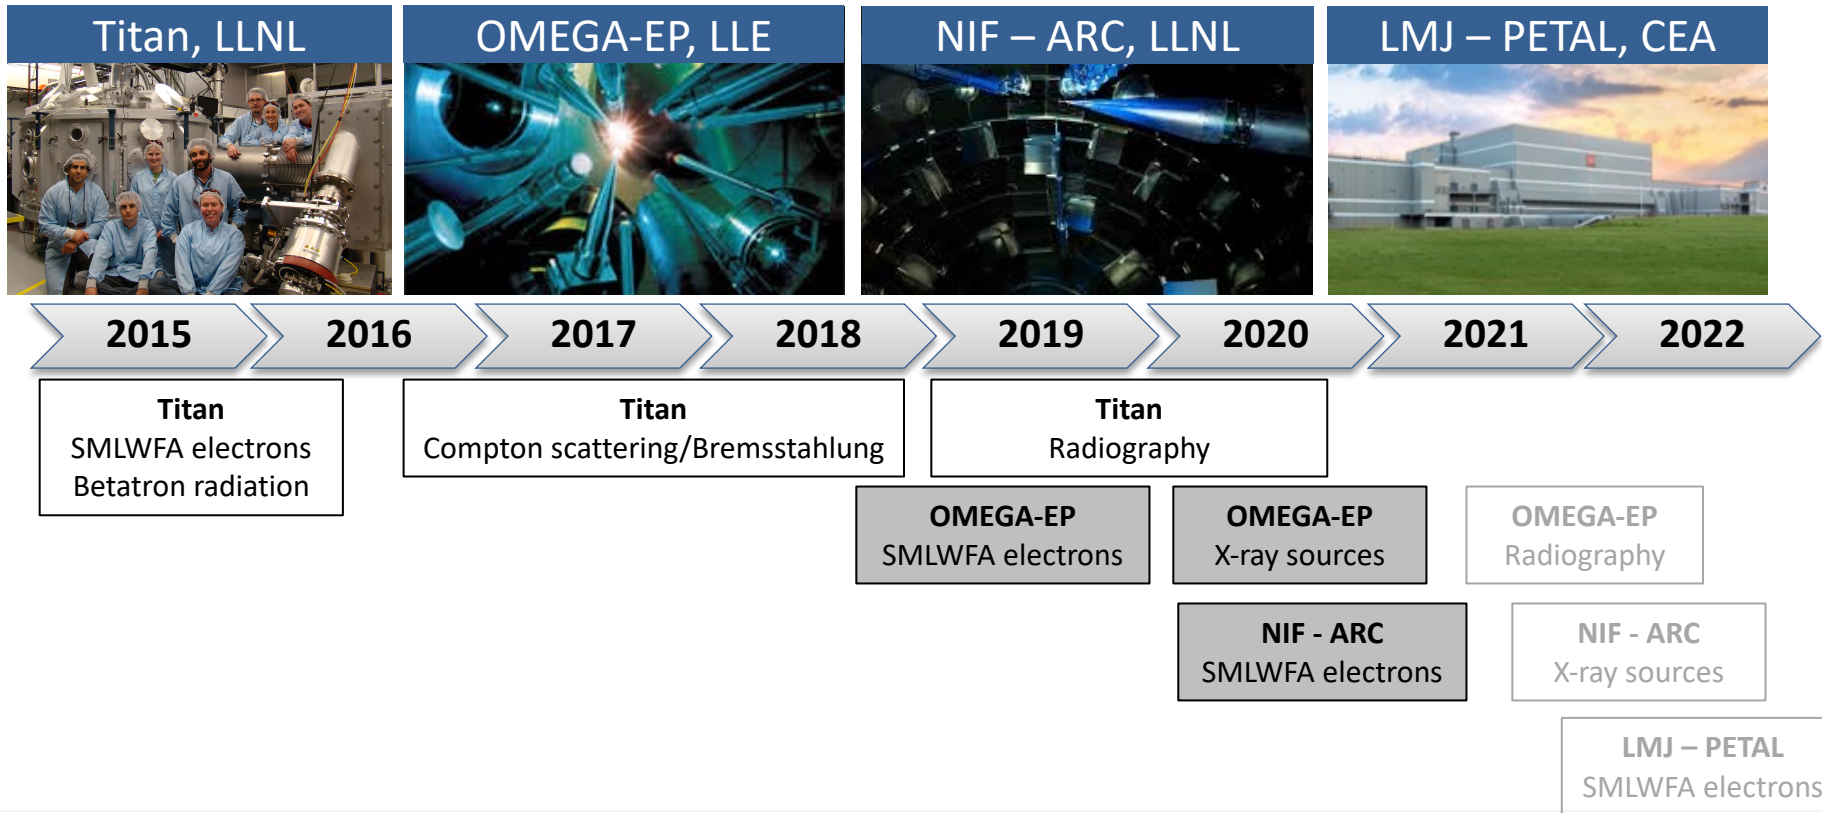 Titan, LLNL
OMEGA-EP, LLE
NIF – ARC, LLNL
LMJ – PETAL, CEA
2015
2016
2017
2018
2019
2020
2021
2022
Titan
SMLWFA electrons
Betatron radiation
Titan
Compton scattering/Bremsstahlung
Titan
Radiography
OMEGA-EP
SMLWFA electrons
OMEGA-EP
X-ray sources
OMEGA-EP
Radiography
NIF - ARC
SMLWFA electrons
NIF - ARC
X-ray sources
LMJ – PETAL
SMLWFA electrons